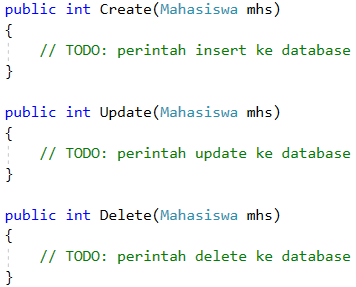 public int Create(Mahasiswa mhs)
{
    // TODO: perintah insert ke database
}
public int Update(Mahasiswa mhs)
{
    // TODO: perintah update ke database
}
public int Delete(Mahasiswa mhs)
{
    // TODO: perintah delete ke database
}